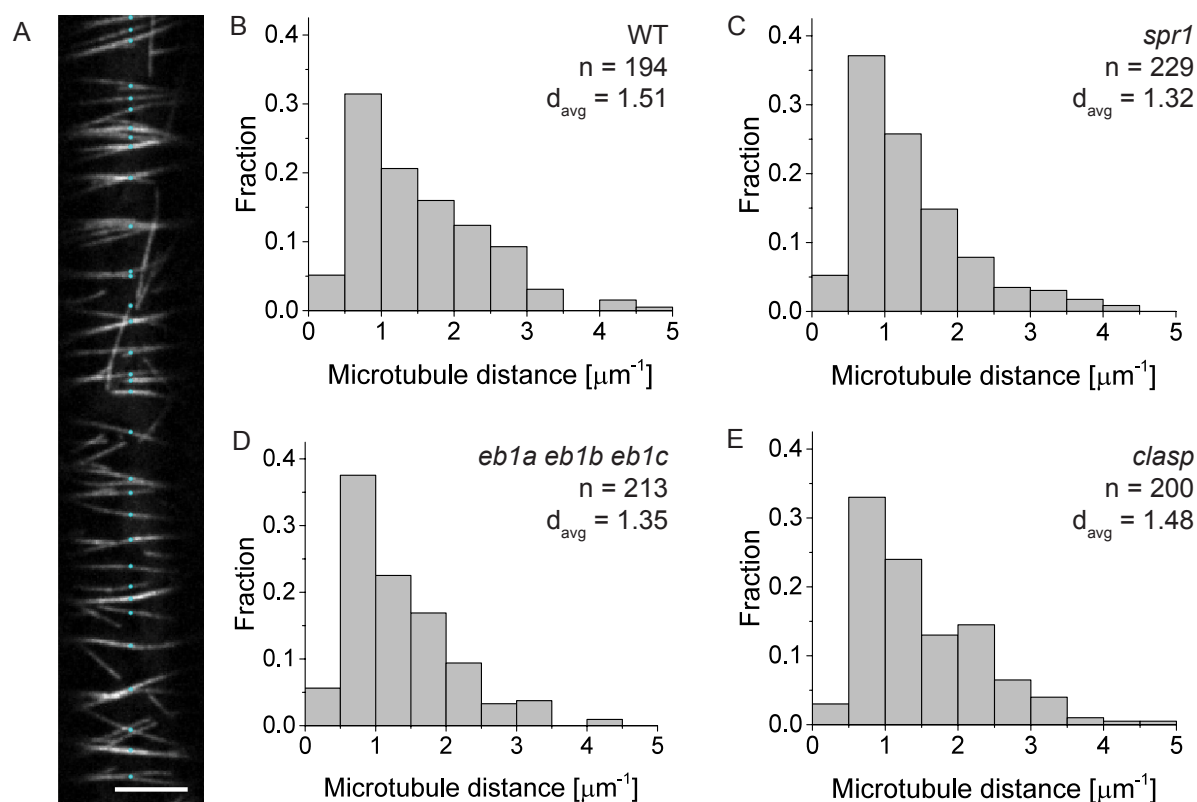 A
B
WT
n = 194
d_avg = 1.51
Fraction
0.4
0.3
0.2
0.1
0.0
0 1 2 3 4 5
Microtubule distance [μm⁻¹]
C
spr1
n = 229
d_avg = 1.32
Fraction
0.4
0.3
0.2
0.1
0.0
0 1 2 3 4 5
Microtubule distance [μm⁻¹]
D
eb1a eb1b eb1c
n = 213
d_avg = 1.35
Fraction
0.4
0.3
0.2
0.1
0.0
0 1 2 3 4 5
Microtubule distance [μm⁻¹]
E
clasp
n = 200
d_avg = 1.48
Fraction
0.4
0.3
0.2
0.1
0.0
0 1 2 3 4 5
Microtubule distance [μm⁻¹]